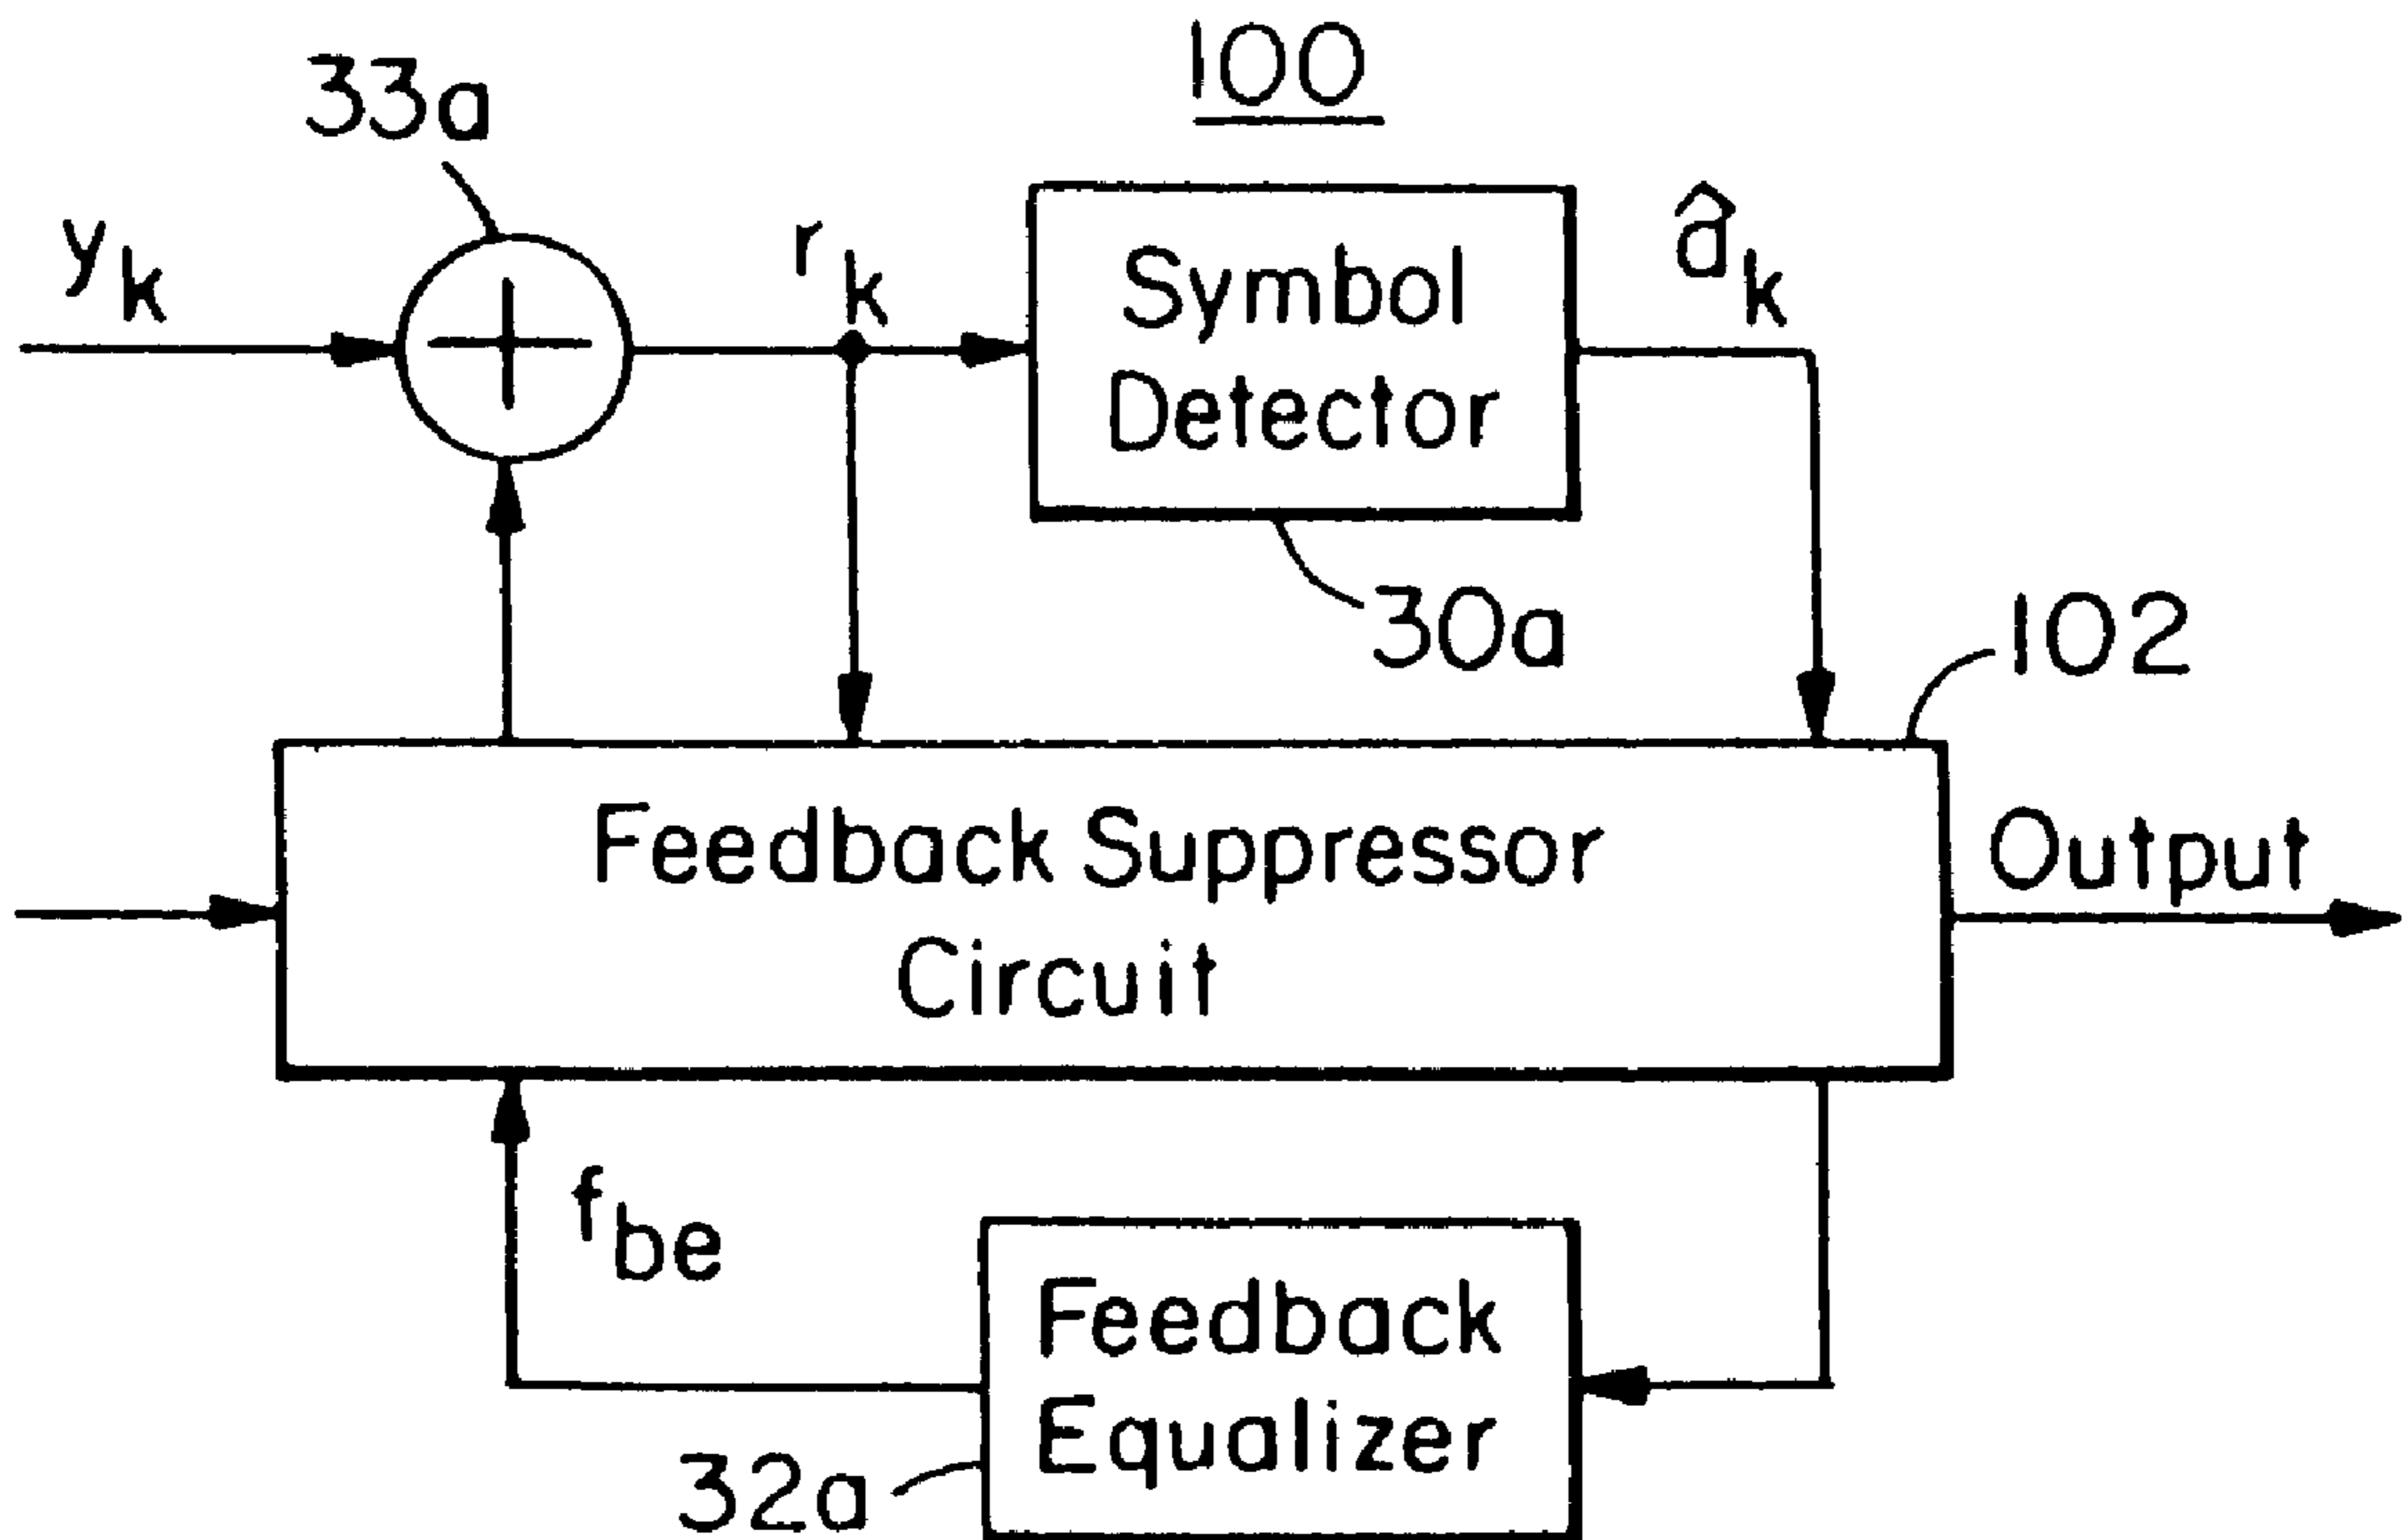 100
33a
y_k
r_k
Symbol
Detector
â_k
30a
102
Feedback Suppressor
Circuit
Output
f_be
Feedback
Equalizer
32a